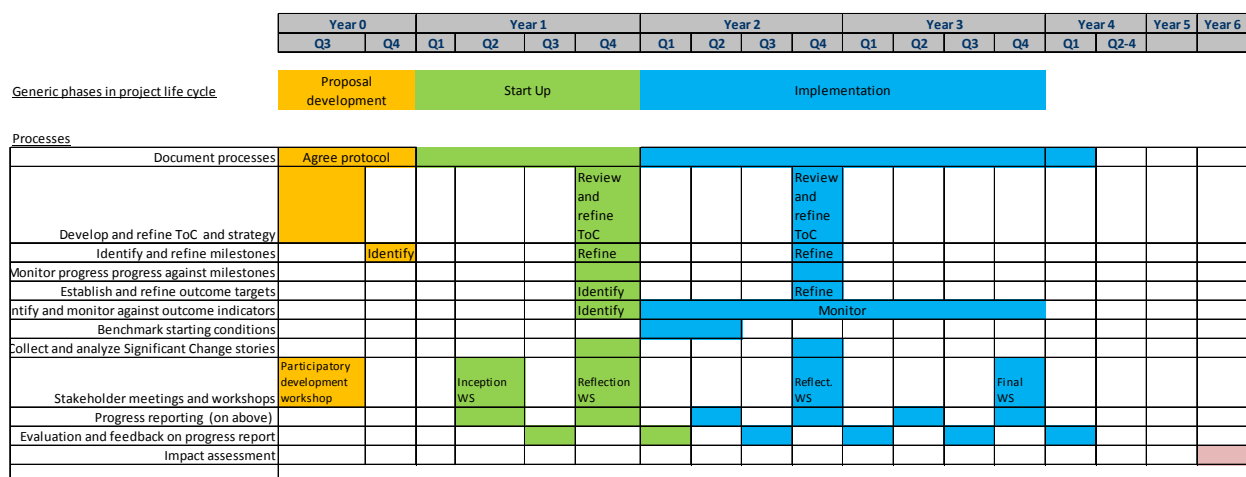 Year 0 Year 1 Year 2 Year 3 Year 4 Year 5 Year 6
Q3 Q4 Q1 Q2 Q3 Q4 Q1 Q2 Q3 Q4 Q1 Q2 Q3 Q4 Q1 Q2-4
Generic phases in project life cycle
Proposal
development
Start Up
Implementation
Processes
Document processes Agree protocol
Develop and refine ToC and strategy
Review
and
refine
ToC
Review
and
refine
ToC
Identify and refine milestones Identify Refine Refine
Monitor progress progress against milestones
Establish and refine outcome targets Identify Refine
ntify and monitor against outcome indicators Identify Monitor
Benchmark starting conditions
Collect and analyze Significant Change stories
Stakeholder meetings and workshops
Participatory
development
workshop
Inception
WS
Reflection
WS
Reflect.
WS
Final
WS
Progress reporting (on above)
Evaluation and feedback on progress report
Impact assessment